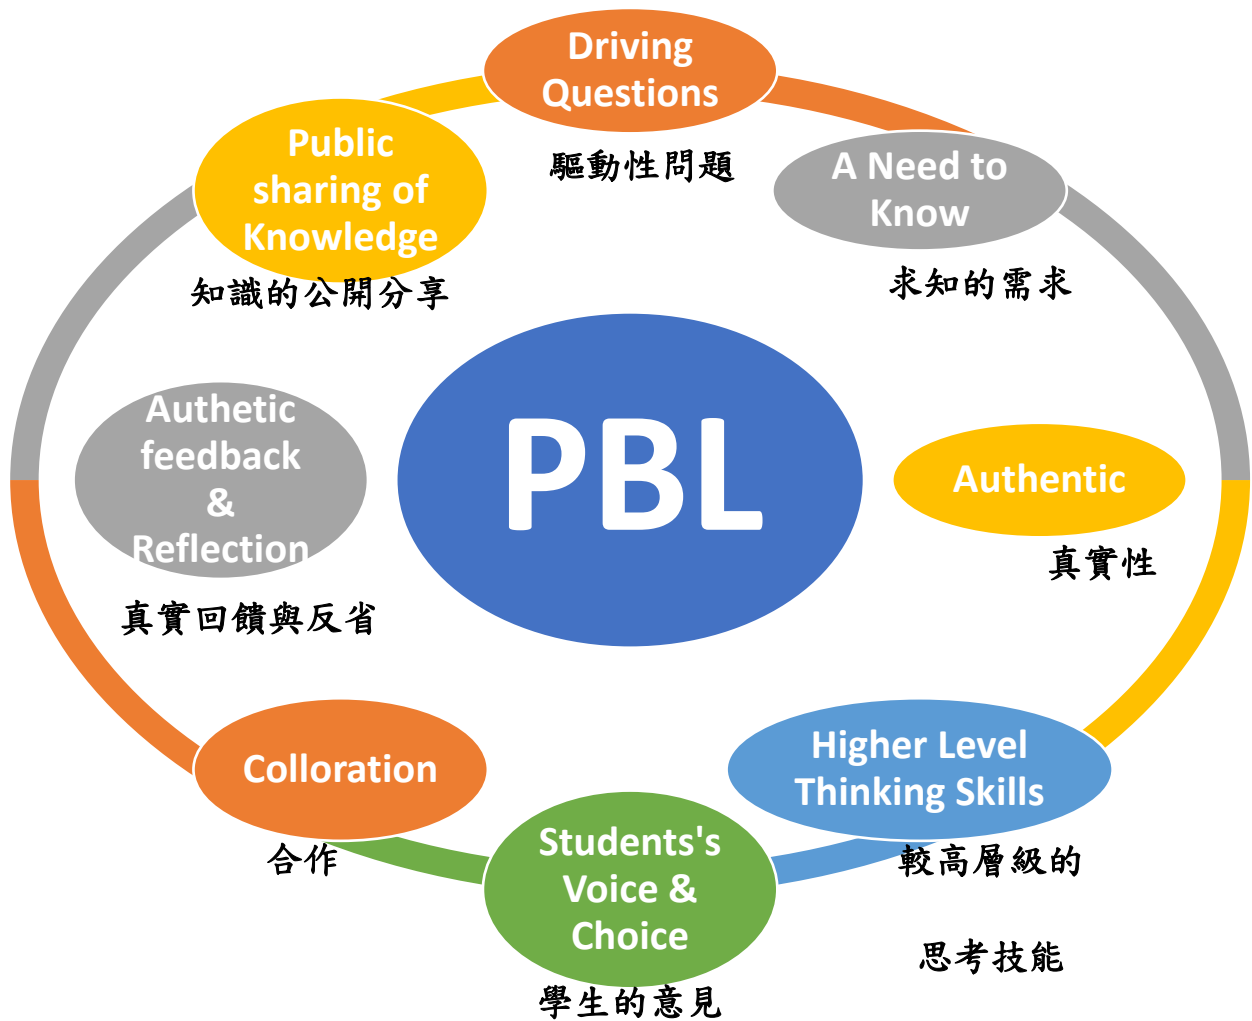 Driving
Questions
驅動性問題
A Need to
Know
求知的需求
Authentic
真實性
Higher Level
Thinking Skills
較高層級的
思考技能
Students's
Voice &
Choice
學生的意見
Colloration
合作
Authetic
feedback
&
Reflection
真實回饋與反省
Public
sharing of
Knowledge
知識的公開分享
PBL